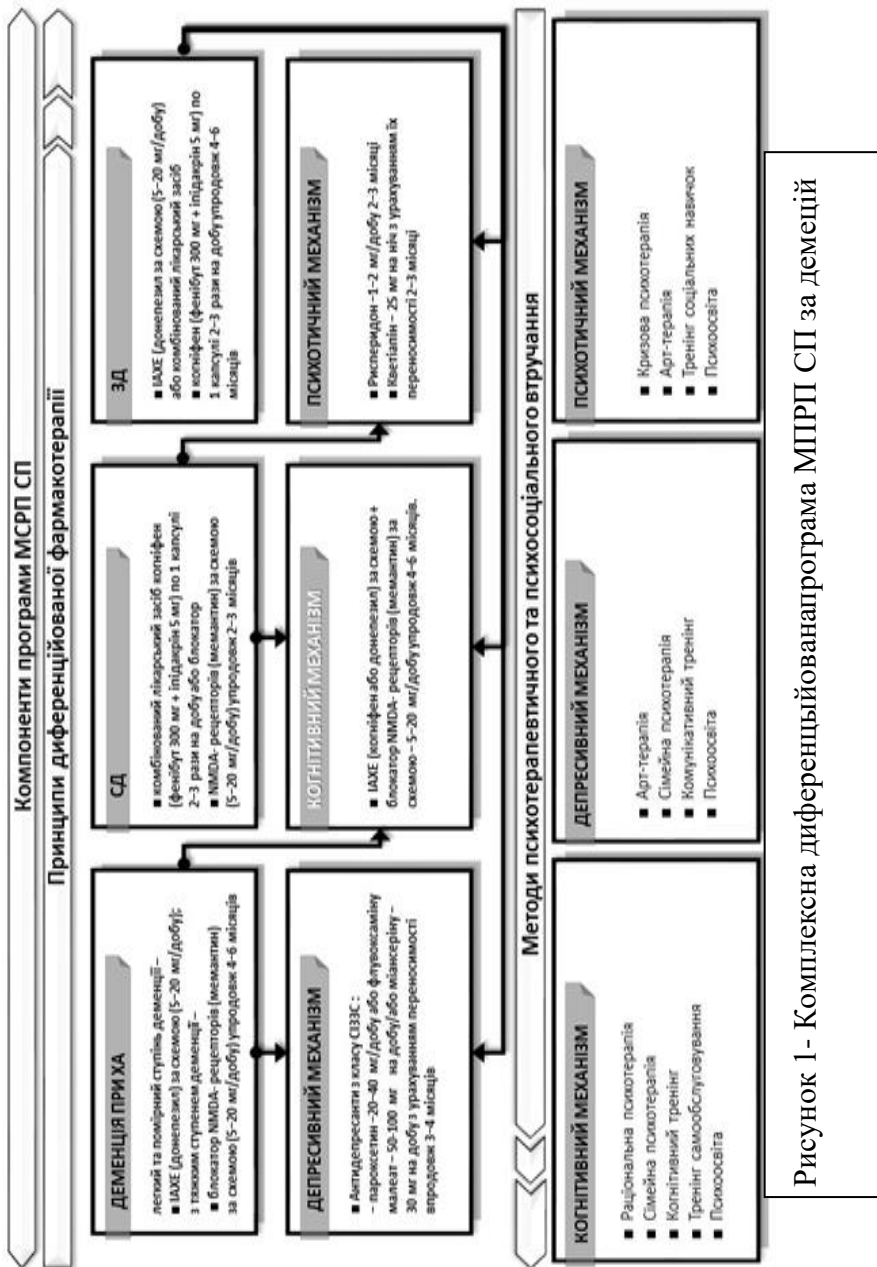 Компоненти програми МСРП СП
Принципи диференційованої фармакотерапії
ДЕМЕНЦІЯ ПРИ ХА
легкий та помірний ступінь деменції –
■ ІАХЕ (донепезил) за схемою (5–20 мг/добу);
з тяжким ступенем деменції –
■ блокатор NMDA- рецепторів (мемантин)
за схемою (5–20 мг/добу) упродовж 4–6 місяців
СД
■ комбінований лікарський засіб когніфен
(фенібут 300 мг + іпідакрін 5 мг) по 1 капсулі
2–3 рази на добу або блокатор
■ NMDA- рецепторів (мемантин) за схемою
(5–20 мг/добу) упродовж 2–3 місяців
ЗД
■ ІАХЕ (донепезил за схемою (5–20 мг/добу)
або комбінований лікарський засіб
■ когніфен (фенібут 300 мг + іпідакрін 5 мг) по
1 капсулі 2–3 рази на добу упродовж 4–6
місяців
ДЕПРЕСИВНИЙ МЕХАНІЗМ
■ Антидепресанти з класу СІЗЗС :
– пароксетин –20–40 мг/добу або флувоксаміну
малеат – 50-100 мг на добу/або міансеріну –
30 мг на добу з урахуванням переносимості
впродовж 3–4 місяців
КОГНІТИВНИЙ МЕХАНІЗМ
■ ІАХЕ (когніфен або донепезил) за схемою +
блокатор NMDA- рецепторів (мемантин) за
схемою – 5–20 мг/добу упродовж 4–6 місяців.
ПСИХОТИЧНИЙ МЕХАНІЗМ
■ Рисперидон –1–2 мг/добу 2–3 місяці
■ Кветіапін – 25 мг на ніч з урахуванням їх
переносимості 2–3 місяці
Методи психотерапевтичного та психосоціального втручання
КОГНІТИВНИЙ МЕХАНІЗМ
■ Раціональна психотерапія
■ Сімейна психотерапія
■ Когнітивний тренінг
■ Тренінг самообслуговування
■ Психоосвіта
ДЕПРЕСИВНИЙ МЕХАНІЗМ
■ Арт-терапія
■ Сімейна психотерапія
■ Комунікативний тренінг
■ Психоосвіта
ПСИХОТИЧНИЙ МЕХАНІЗМ
■ Кризова психотерапія
■ Арт-терапія
■ Тренінг соціальних навичок
■ Психоосвіта
Рисунок 1- Комплексна диференцыйованапрограма МПРП СП за демецій